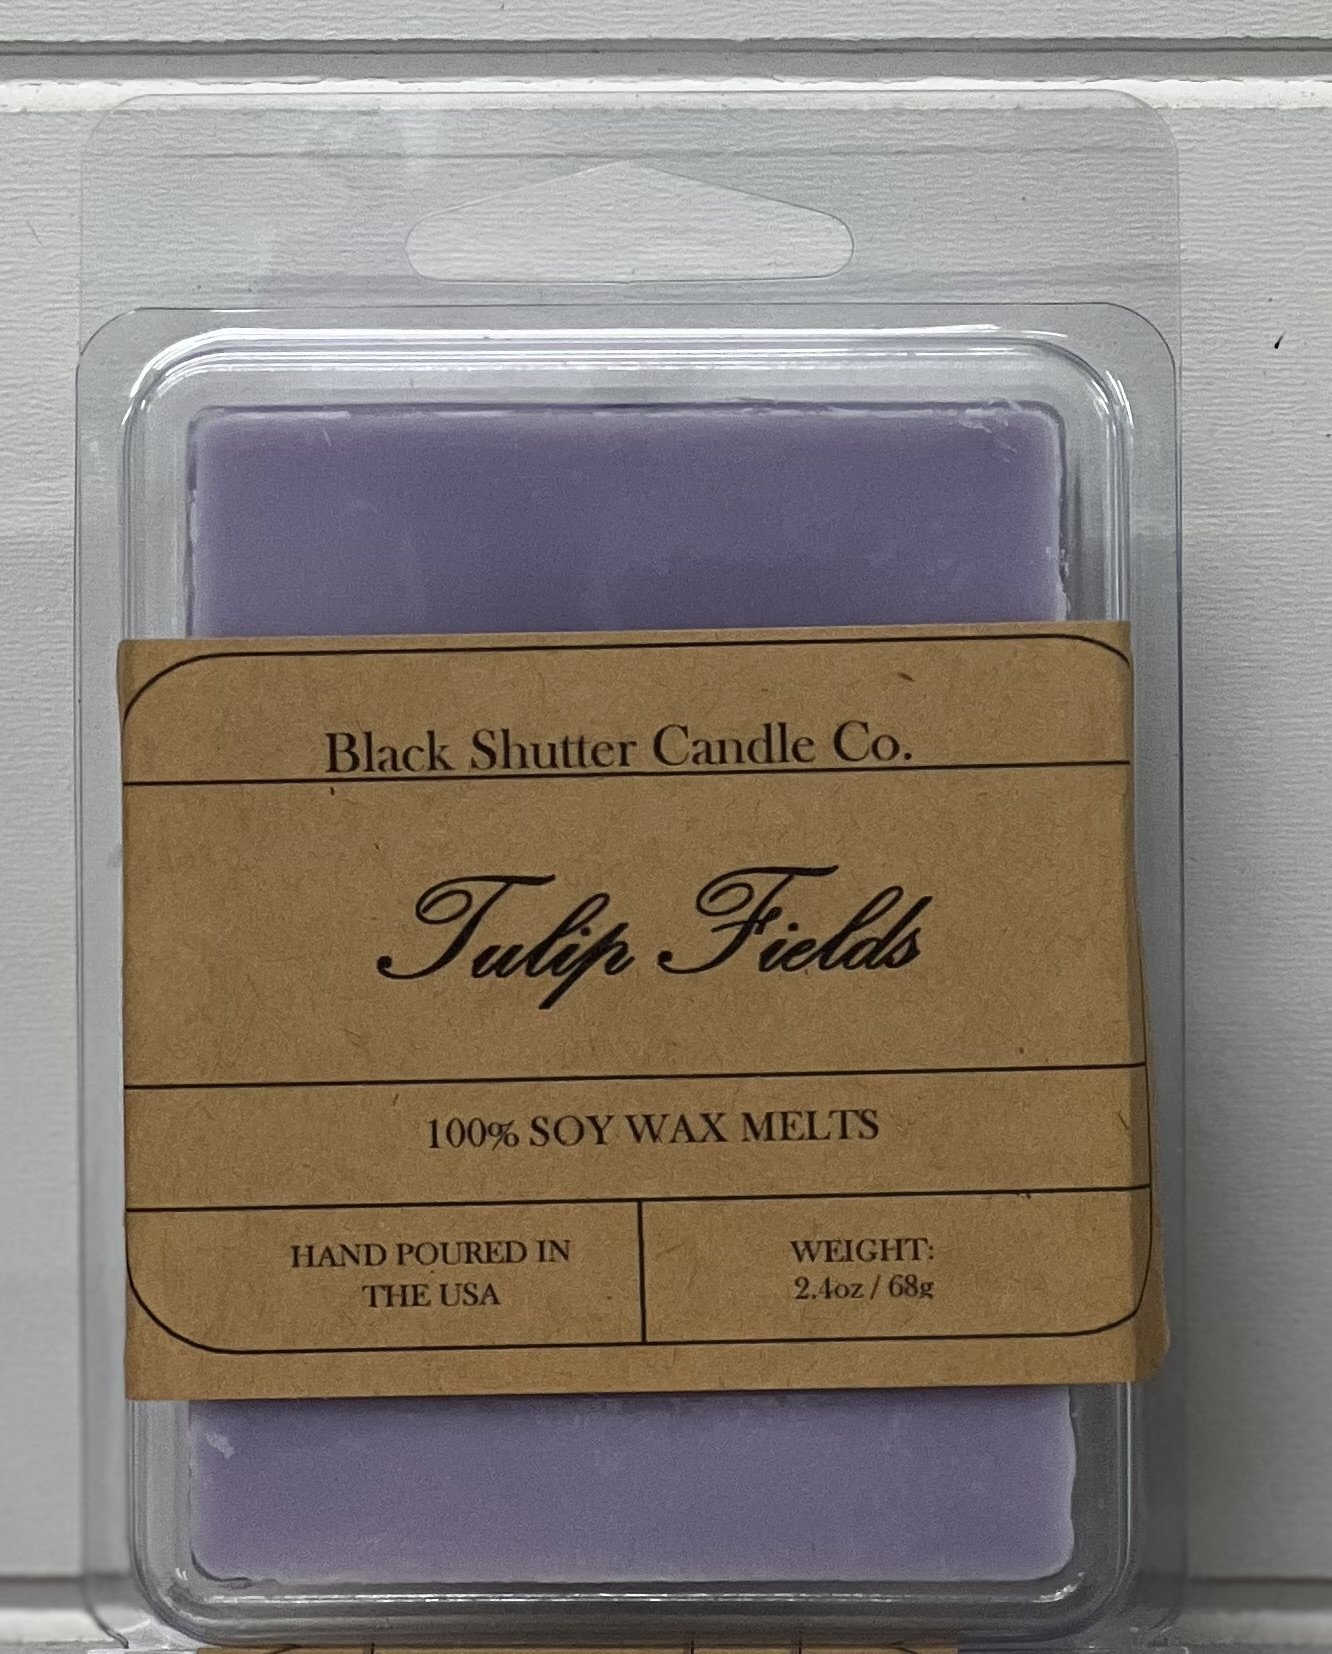 Black Shutter Candle Co.
Tulip Fields
100% SOY WAX MELTS
HAND POURED IN
THE USA
WEIGHT:
2.4oz / 68g